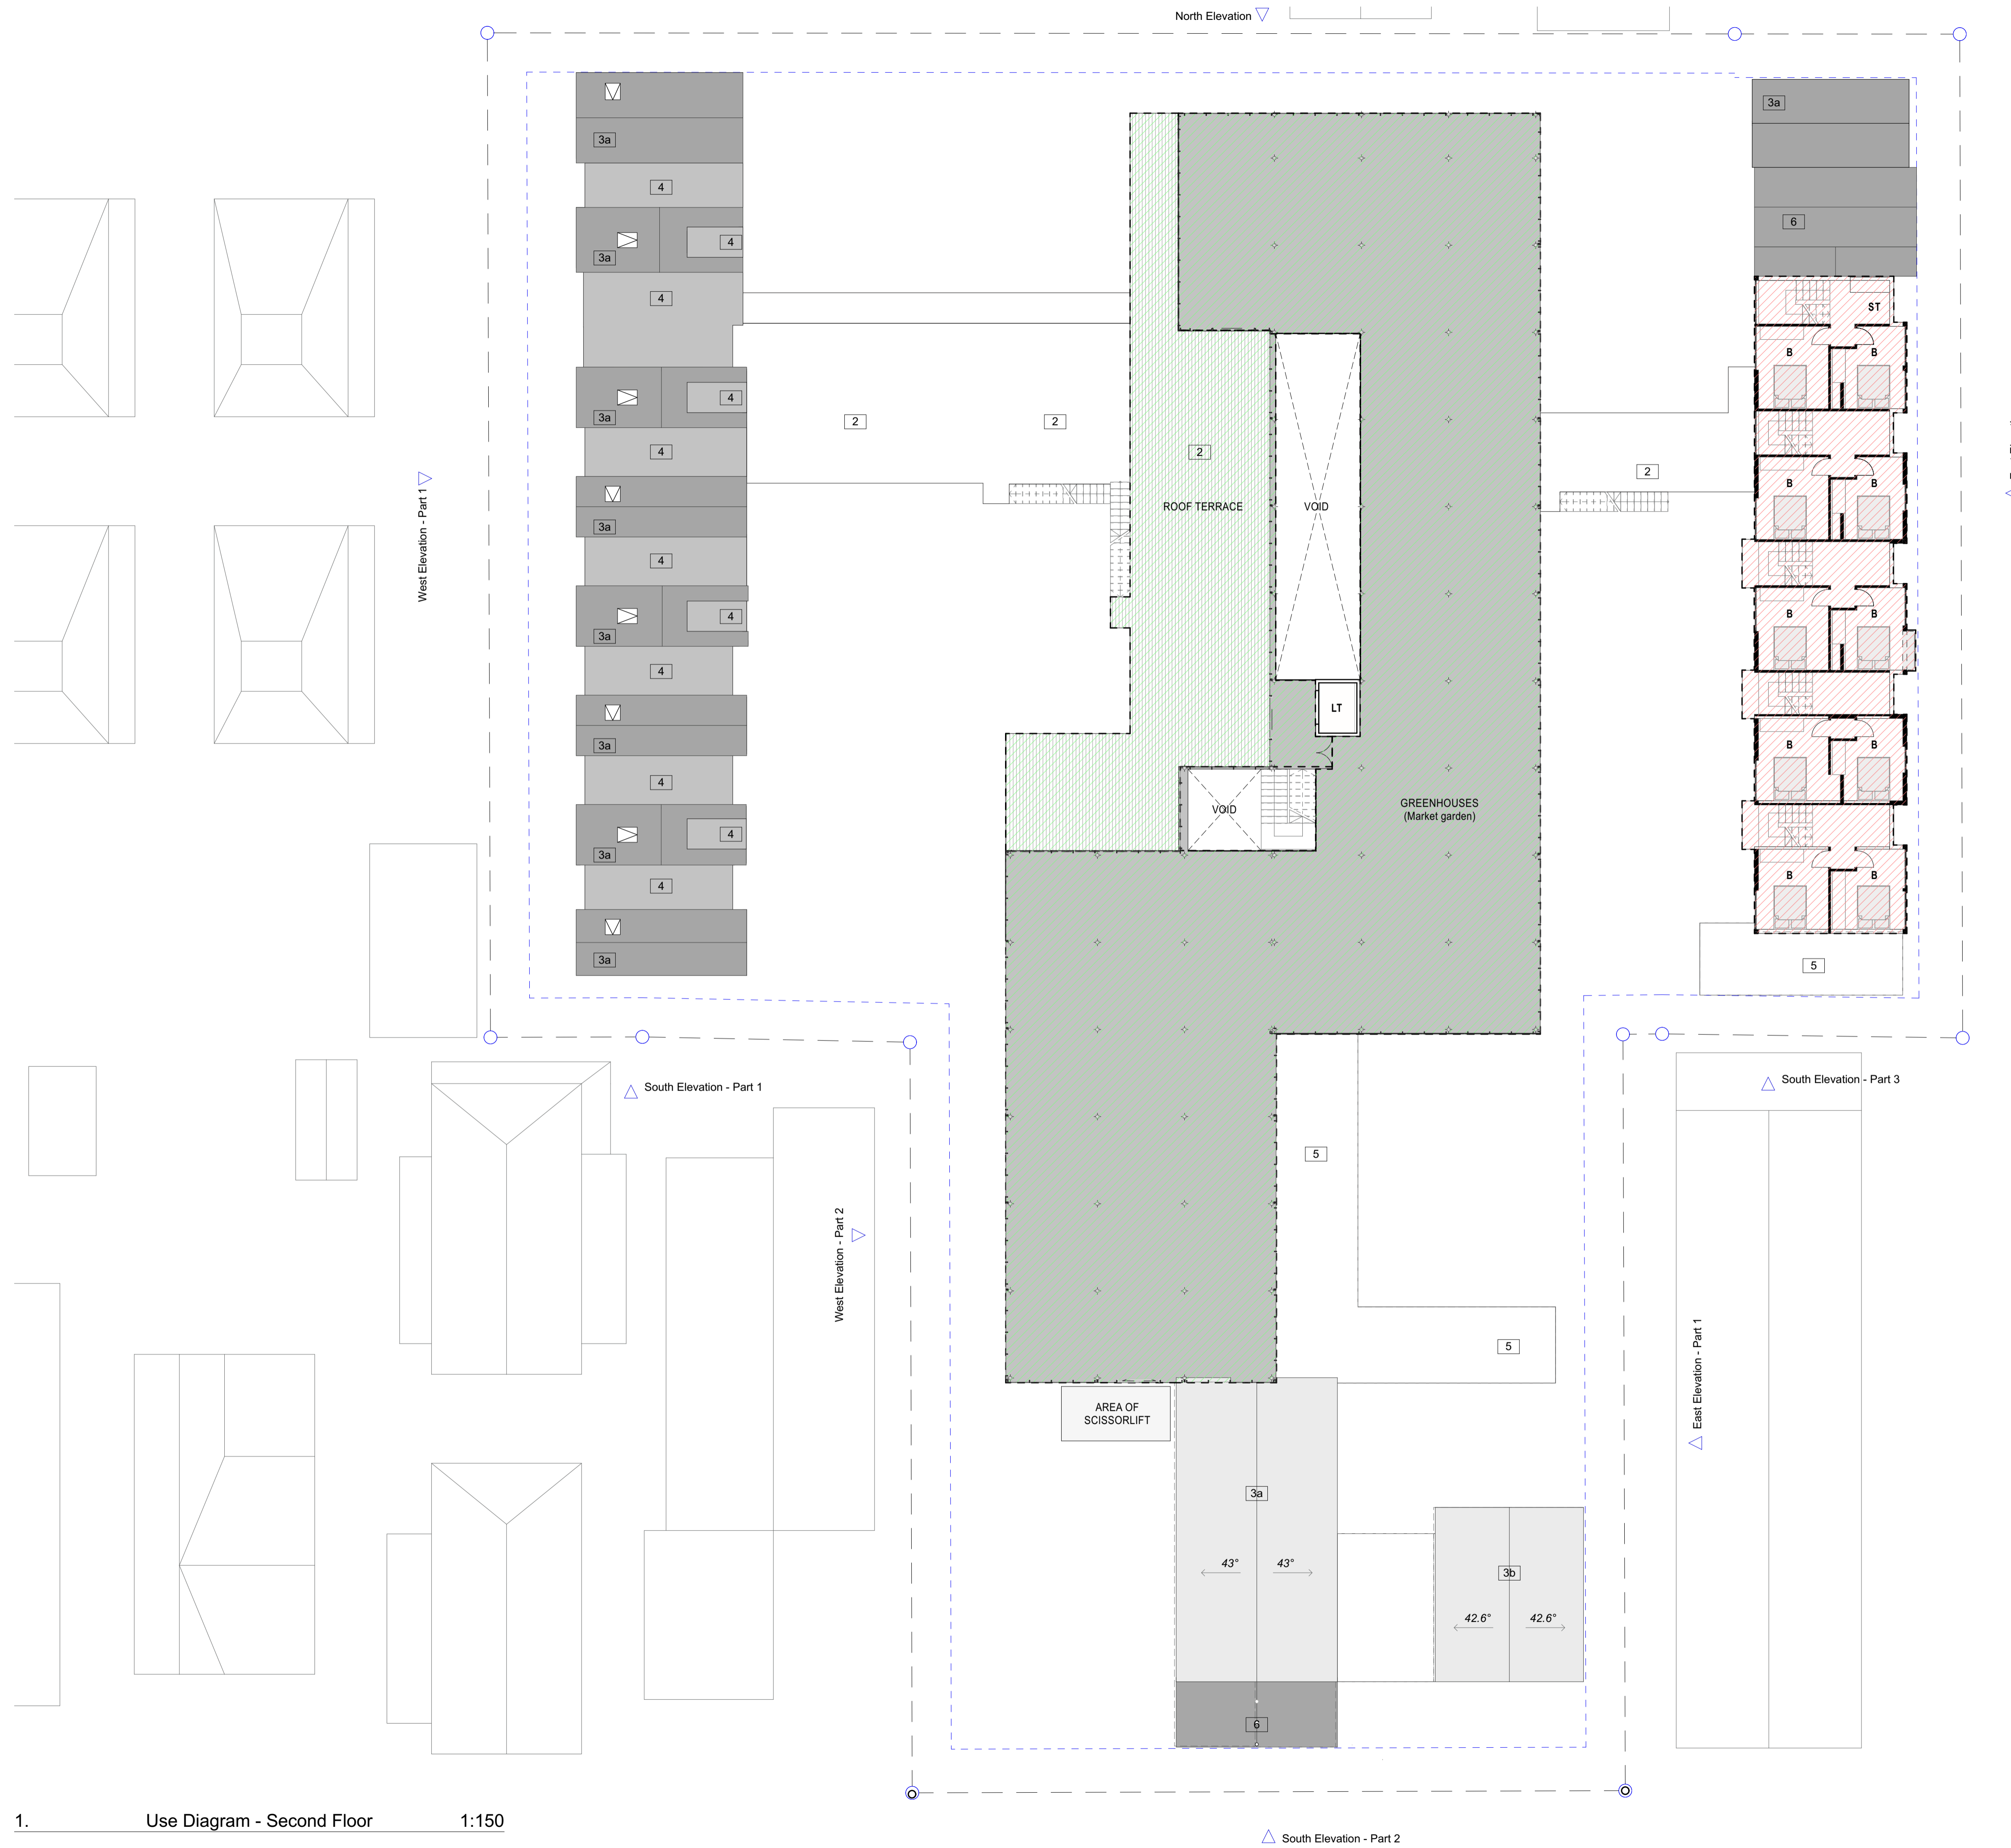 North Elevation
3a
3a
4
6
3a
4
4
ST
B
B
3a
4
4
3a
2
2
2
2
4
B
B
West Elevation - Part 1
ROOF TERRACE
VOID
3a
4
3a
4
B
B
4
LT
3a
B
B
4
VOID
GREENHOUSES
(Market garden)
3a
4
4
B
B
3a
5
South Elevation - Part 1
South Elevation - Part 3
5
West Elevation - Part 2
5
East Elevation - Part 1
AREA OF
SCISSORLIFT
3a
43°
43°
3b
42.6°
42.6°
6
1.
Use Diagram - Second Floor
1:150
South Elevation - Part 2